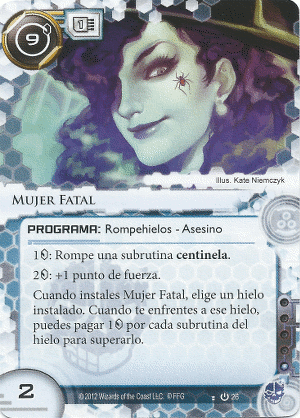 9
1
Illus. Kate Niemczyk
MUJER FATAL
PROGRAMA: Rompehielos - Asesino
1: Rompe una subrutina centinela.
2: +1 punto de fuerza.
Cuando instales Mujer Fatal, elige un hielo
instalado. Cuando te enfrentes a ese hielo,
puedes pagar 1 por cada subrutina del
hielo para superarlo.
2
©2012 Wizards of the Coast LLC. © FFG
26